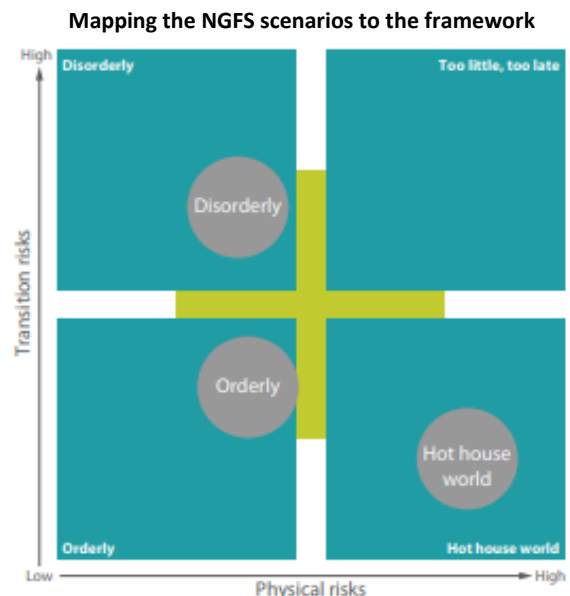 Mapping the NGFS scenarios to the framework
High
Disorderly
Too little, too late
Disorderly
Transition risks
Orderly
Hot house
world
Orderly
Hot house world
Low
High
Physical risks